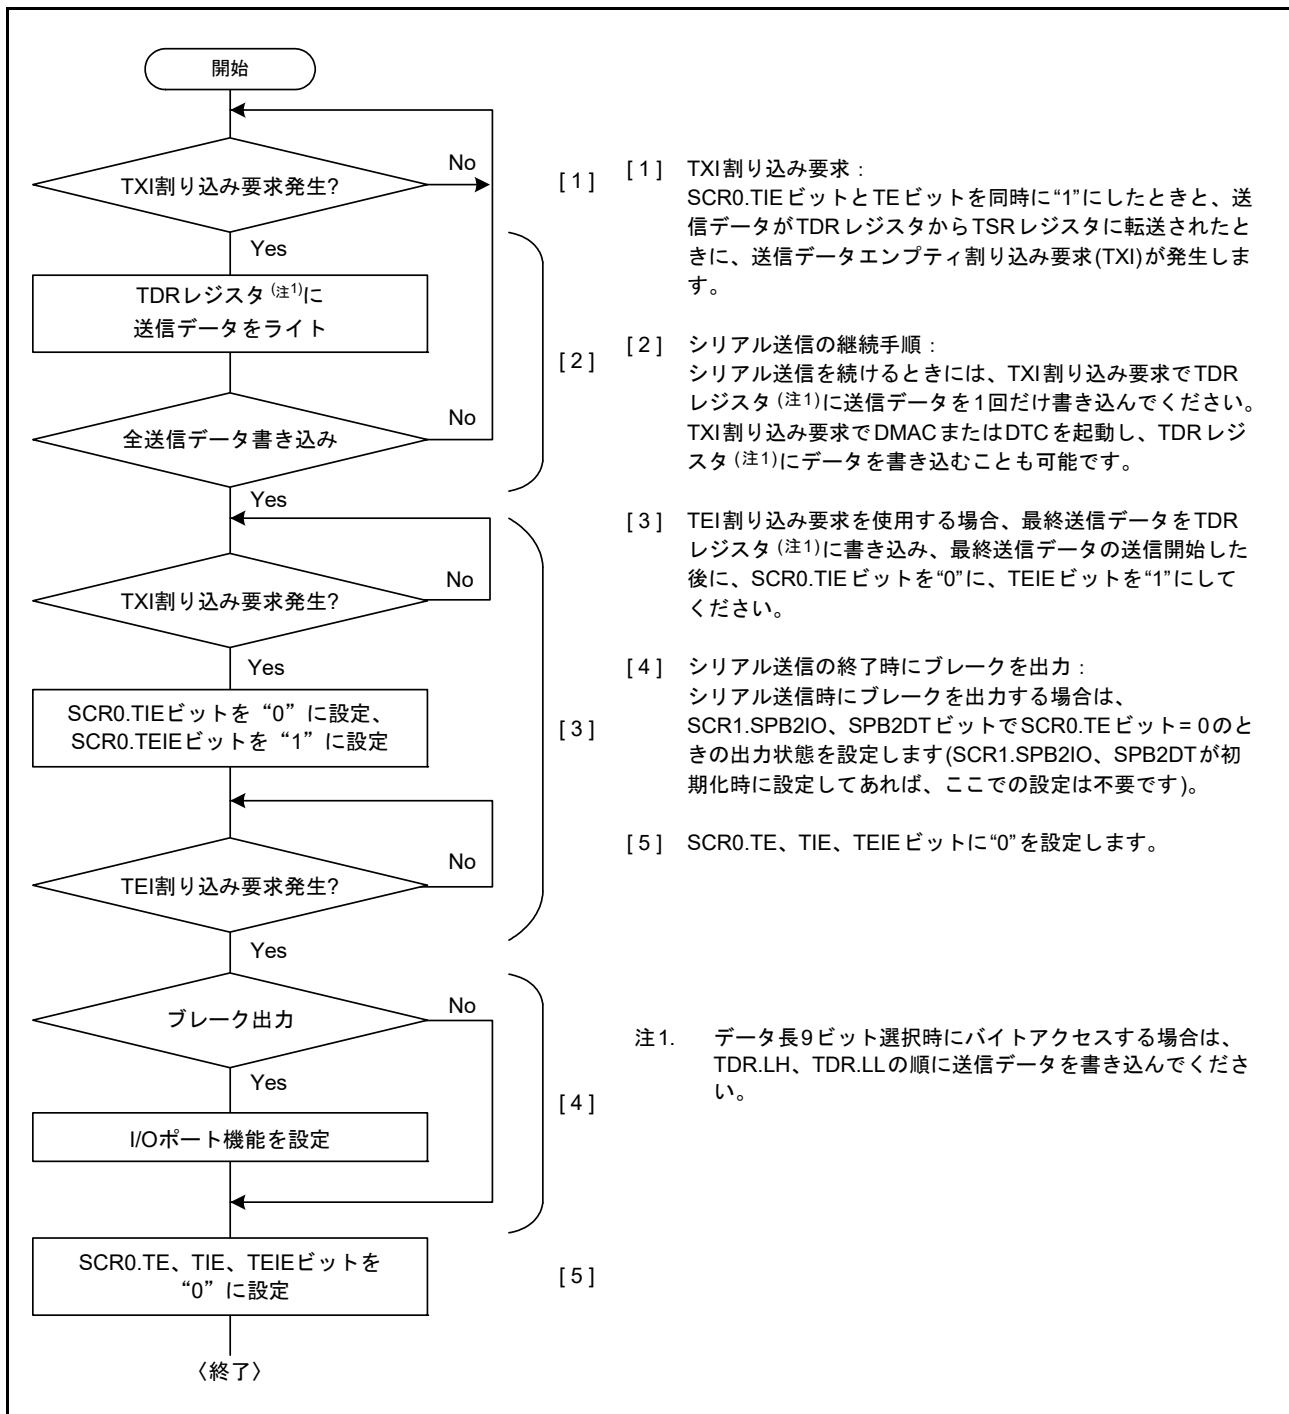 開始
TXI割り込み要求発生?
No
Yes
[1]
TDRレジスタ(注1)に
送信データをライト
全送信データ書き込み
No
Yes
[2]
TXI割り込み要求発生?
No
Yes
SCR0.TIEビットを“0”に設定、
SCR0.TEIEビットを“1”に設定
[3]
TEI割り込み要求発生?
No
Yes
ブレーク出力
No
Yes
[4]
I/Oポート機能を設定
SCR0.TE、TIE、TEIEビットを
“0”に設定
[5]
〈終了〉
[1] TXI割り込み要求：
SCR0.TIEビットとTEビットを同時に“1”にしたときと、送
信データがTDRレジスタからTSRレジスタに転送されたと
きに、送信データエンプティ割り込み要求(TXI)が発生しま
す。
[2] シリアル送信の継続手順：
シリアル送信を続けるときには、TXI割り込み要求でTDR
レジスタ(注1)に送信データを1回だけ書き込んでください。
TXI割り込み要求でDMACまたはDTCを起動し、TDRレジ
スタ(注1)にデータを書き込むことも可能です。
[3] TEI割り込み要求を使用する場合、最終送信データをTDR
レジスタ(注1)に書き込み、最終送信データの送信開始した
後に、SCR0.TIEビットを“0”に、TEIEビットを“1”にして
ください。
[4] シリアル送信の終了時にブレークを出力：
シリアル送信時にブレークを出力する場合は、
SCR1.SPB2IO、SPB2DTビットでSCR0.TEビット= 0のと
きの出力状態を設定します(SCR1.SPB2IO、SPB2DTが初
期化時に設定してあれば、ここでの設定は不要です)。
[5] SCR0.TE、TIE、TEIEビットに“0”を設定します。
注1. データ長9ビット選択時にバイトアクセスする場合は、
TDR.LH、TDR.LLの順に送信データを書き込んでくださ
い。